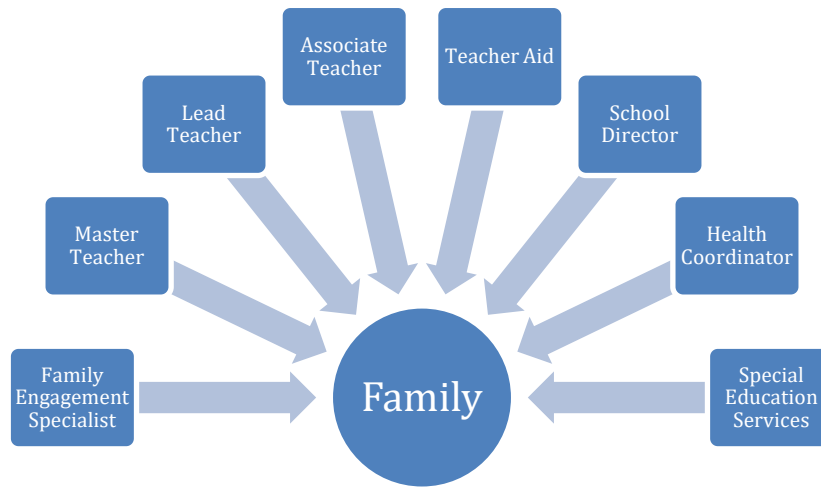 Associate
Teacher
Teacher Aid
Lead
Teacher
School
Director
Master
Teacher
Health
Coordinator
Family
Engagement
Specialist
Family
Special
Education
Services